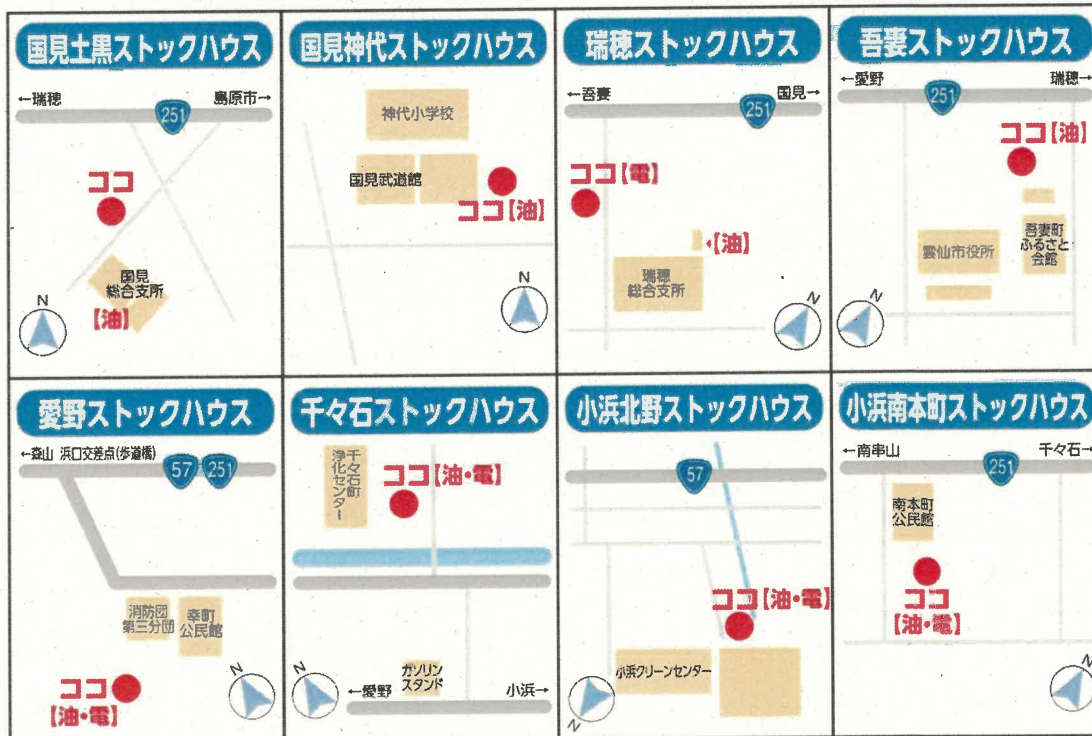 国見土黒ストックハウス
←瑞穂
島原市→
251
ココ
国見
総合支所
【油】
N
国見神代ストックハウス
神代小学校
国見武道館
ココ【油】
N
瑞穂ストックハウス
←吾妻
国見→
251
ココ【電】
【油】
瑞穂
総合支所
N
吾妻ストックハウス
←愛野
瑞穂→
251
ココ【油】
雲仙市役所
吾妻町
ふるさと
会館
N
愛野ストックハウス
←森山 浜口交差点(歩道橋)
57
251
消防団
第三分団
幸町
公民館
ココ
【油・電】
N
千々石ストックハウス
千々石町
浄化センター
ココ【油・電】
ガソリン
スタンド
←愛野
小浜→
N
小浜北野ストックハウス
57
ココ【油・電】
小浜クリーンセンター
N
小浜南本町ストックハウス
←南串山
千々石→
251
南本町
公民館
ココ
【油・電】
N